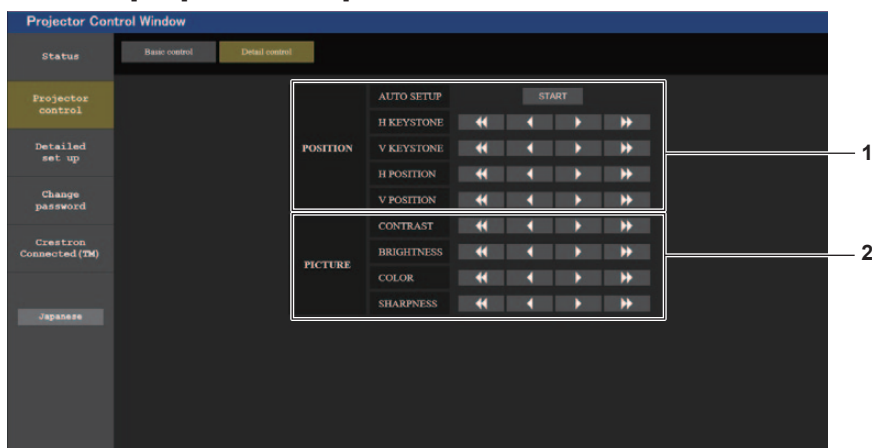 Projector Control Window
Status
Basic control
Detail control
Projector
control
Detailed
set up
Change
password
Crestron
Connected(TM)
Japanese
POSITION
AUTO SETUP
START
H KEYSTONE
V KEYSTONE
H POSITION
V POSITION
PICTURE
CONTRAST
BRIGHTNESS
COLOR
SHARPNESS
1
2